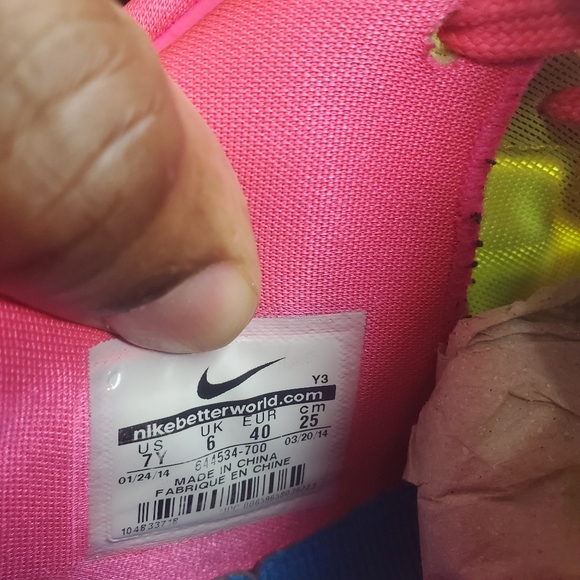 Y3
nikebetterworld.com
US UK EUR cm
7Y 6 40 25
01/24/14 644534-700 03/20/14
MADE IN CHINA
FABRIQUE EN CHINE